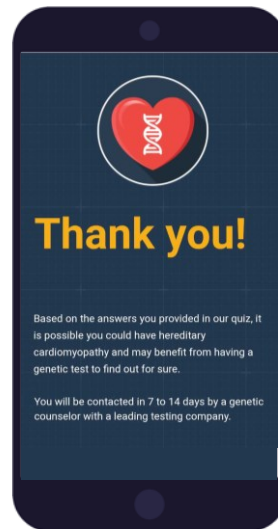 Thank you!
Based on the answers you provided in our quiz, it
is possible you could have hereditary
cardiomyopathy and may benefit from having a
genetic test to find out for sure.
You will be contacted in 7 to 14 days by a genetic
counselor with a leading testing company.